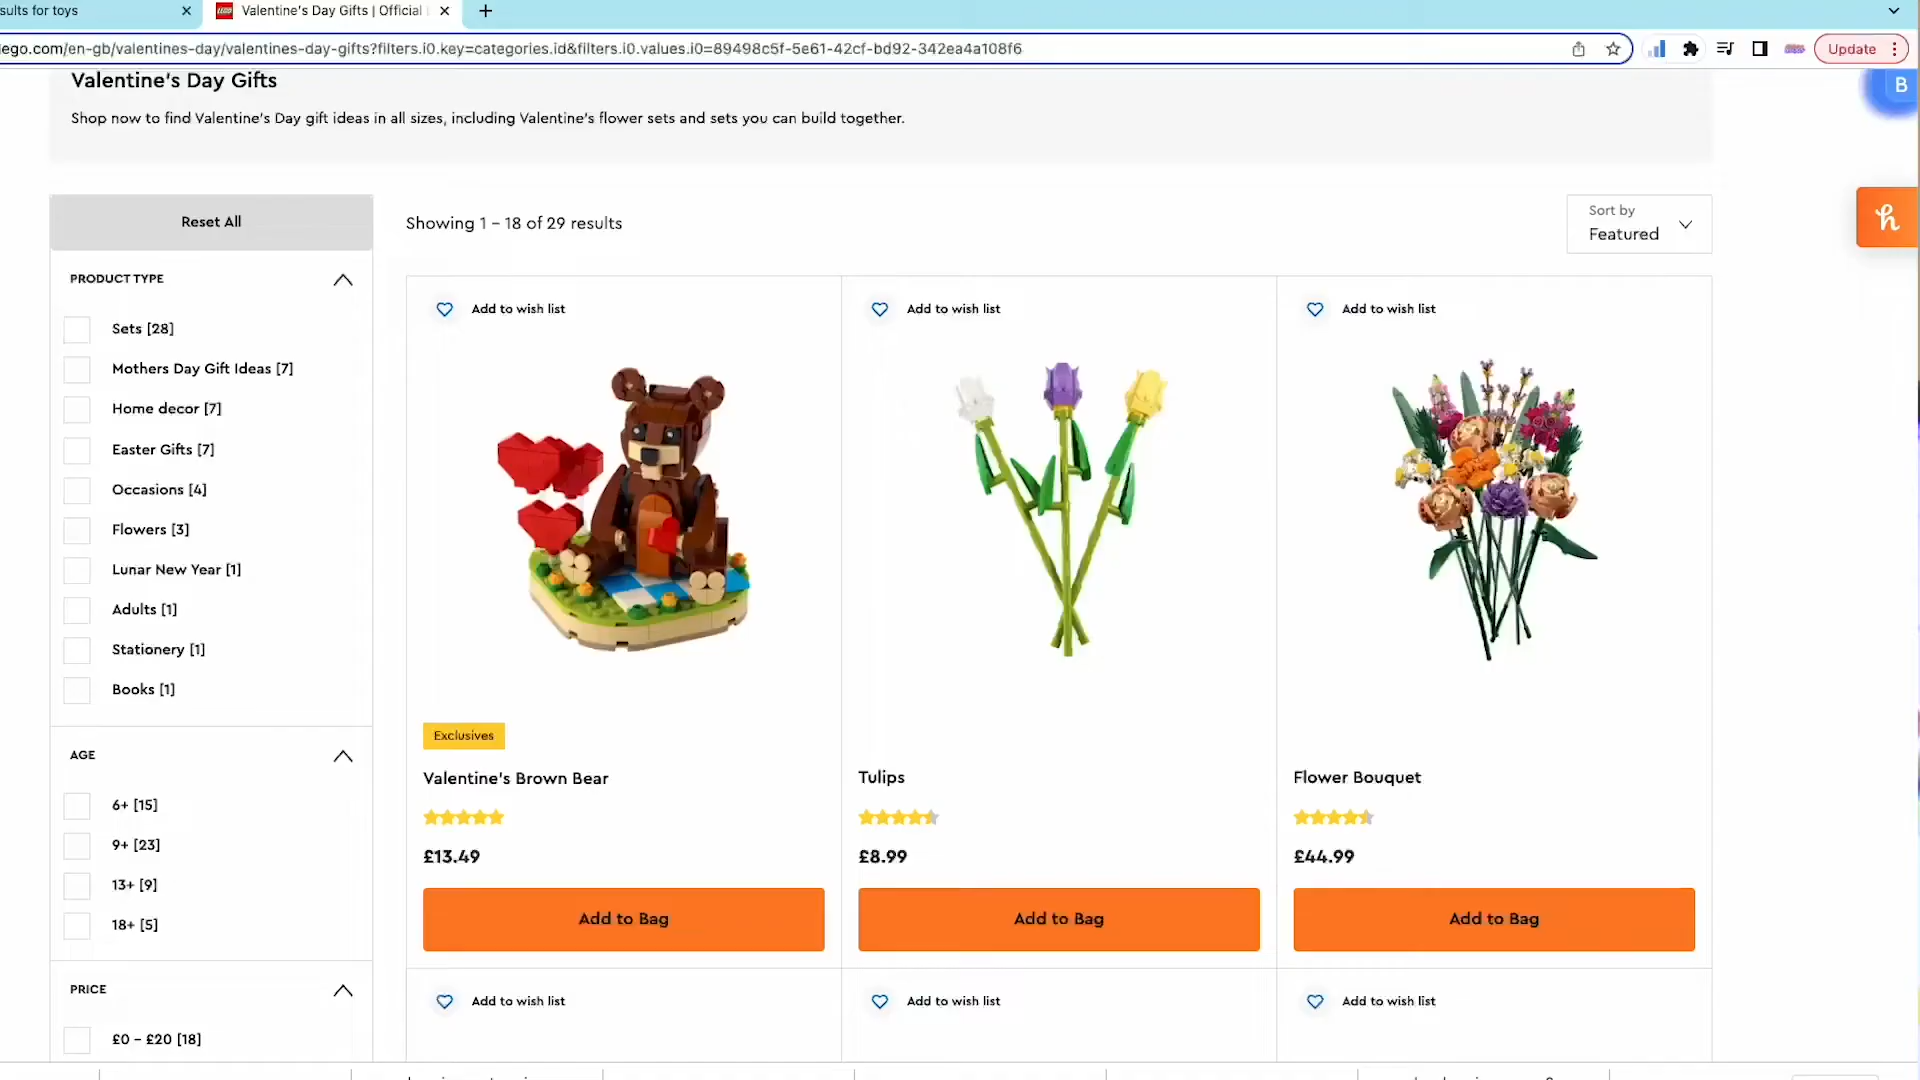 sults for toys
Valentine's Day Gifts | Official
lego.com/en-gb/valentines-day/valentines-day-gifts?filters.i0.key=categories.id&filters.i0.values.i0=89498c5f-5e61-42cf-bd92-342ea4a108f6
Update
Valentine's Day Gifts
Shop now to find Valentine's Day gift ideas in all sizes, including Valentine's flower sets and sets you can build together.
B
h
Reset All
Showing 1 - 18 of 29 results
Sort by
Featured
PRODUCT TYPE
Sets [28]
Mothers Day Gift Ideas [7]
Home decor [7]
Easter Gifts [7]
Occasions [4]
Flowers [3]
Lunar New Year [1]
Adults [1]
Stationery [1]
Books [1]
AGE
6+ [15]
9+ [23]
13+ [9]
18+ [5]
PRICE
£0 - £20 [18]
Add to wish list
Exclusives
Valentine's Brown Bear
£13.49
Add to Bag
Add to wish list
Tulips
£8.99
Add to Bag
Add to wish list
Flower Bouquet
£44.99
Add to Bag
Add to wish list
Add to wish list
Add to wish list